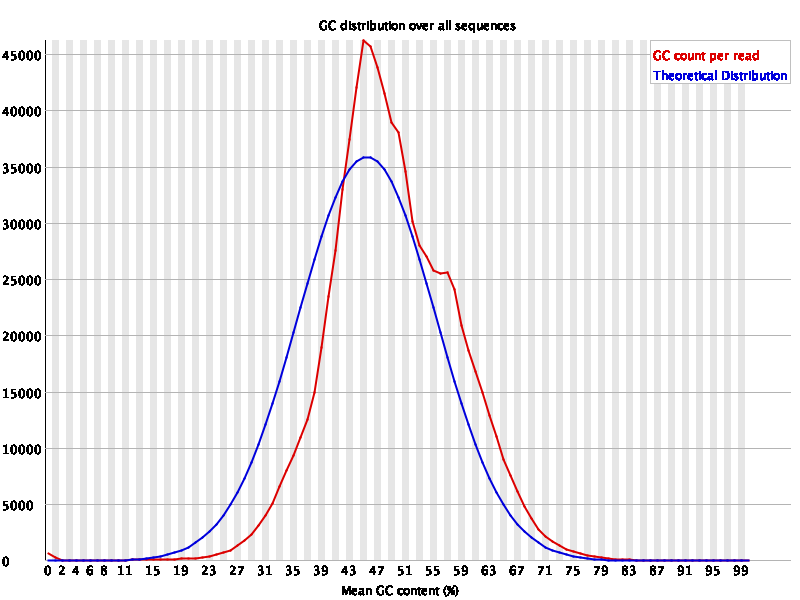 GC distribution over all sequences
GC count per read
Theoretical Distribution
45000
40000
35000
30000
25000
20000
15000
10000
5000
0
0 2 4 6 8 11 15 19 23 27 31 35 39 43 47 51 55 59 63 67 71 75 79 83 87 91 95 99
Mean GC content (%)